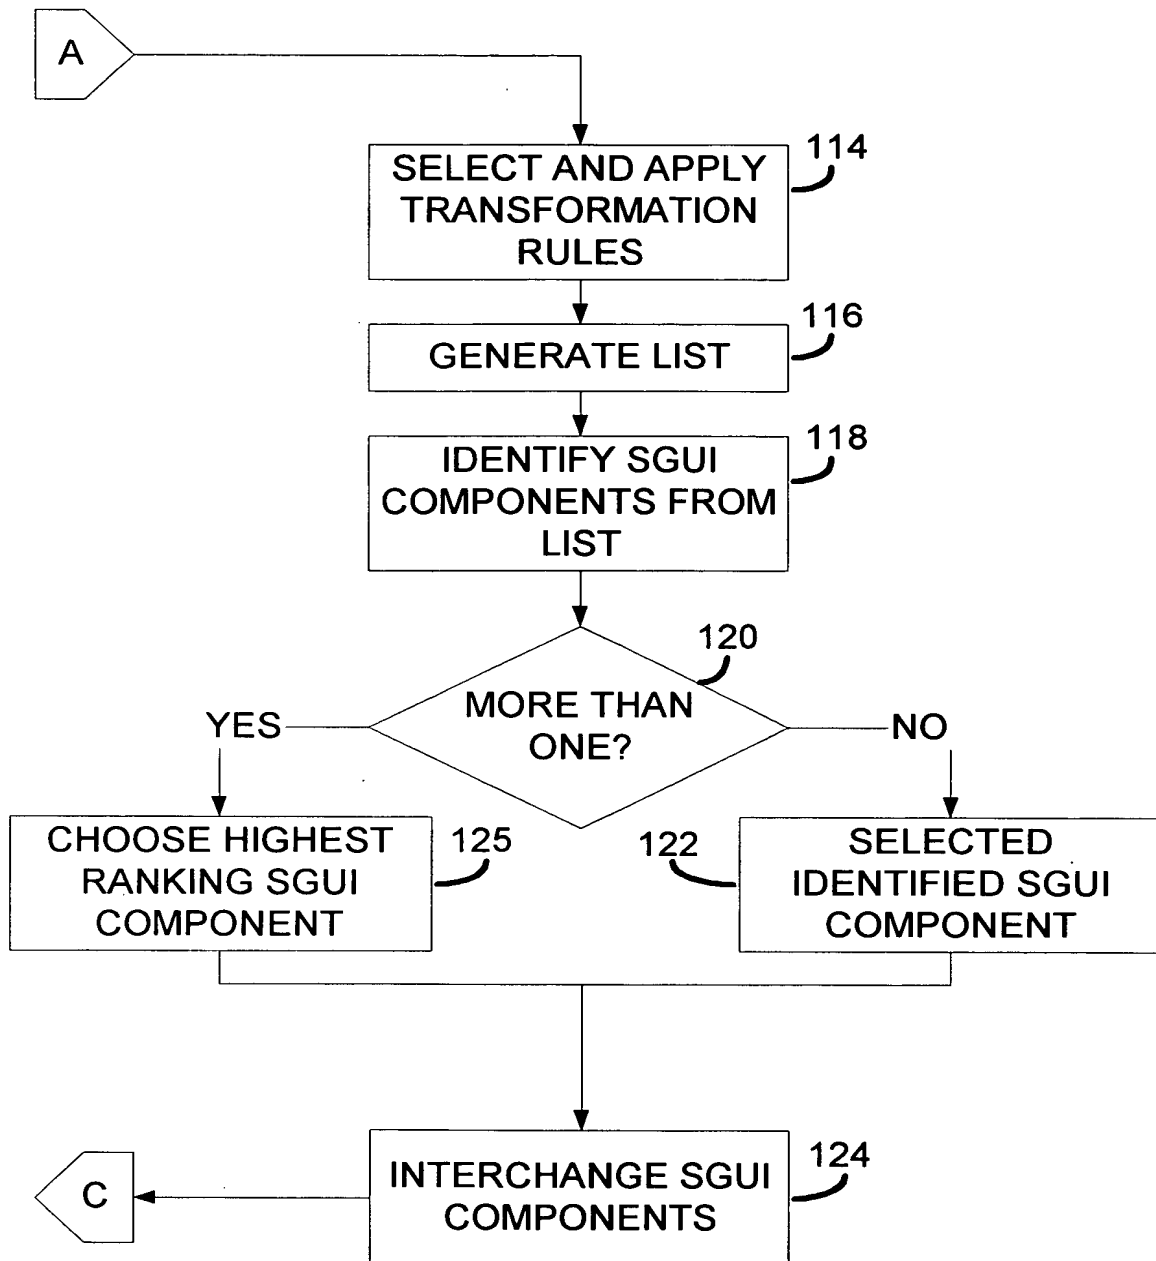 A
114
SELECT AND APPLY
TRANSFORMATION
RULES
116
GENERATE LIST
118
IDENTIFY SGUI
COMPONENTS FROM
LIST
120
MORE THAN
ONE?
YES
NO
CHOOSE HIGHEST
RANKING SGUI
COMPONENT
125
122
SELECTED
IDENTIFIED SGUI
COMPONENT
124
INTERCHANGE SGUI
COMPONENTS
C